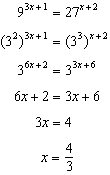 9^{3x+1} = 27^{x+2}
(3^2)^{3x+1} = (3^3)^{x+2}
3^{6x+2} = 3^{3x+6}
6x + 2 = 3x + 6
3x = 4
x = \frac{4}{3}